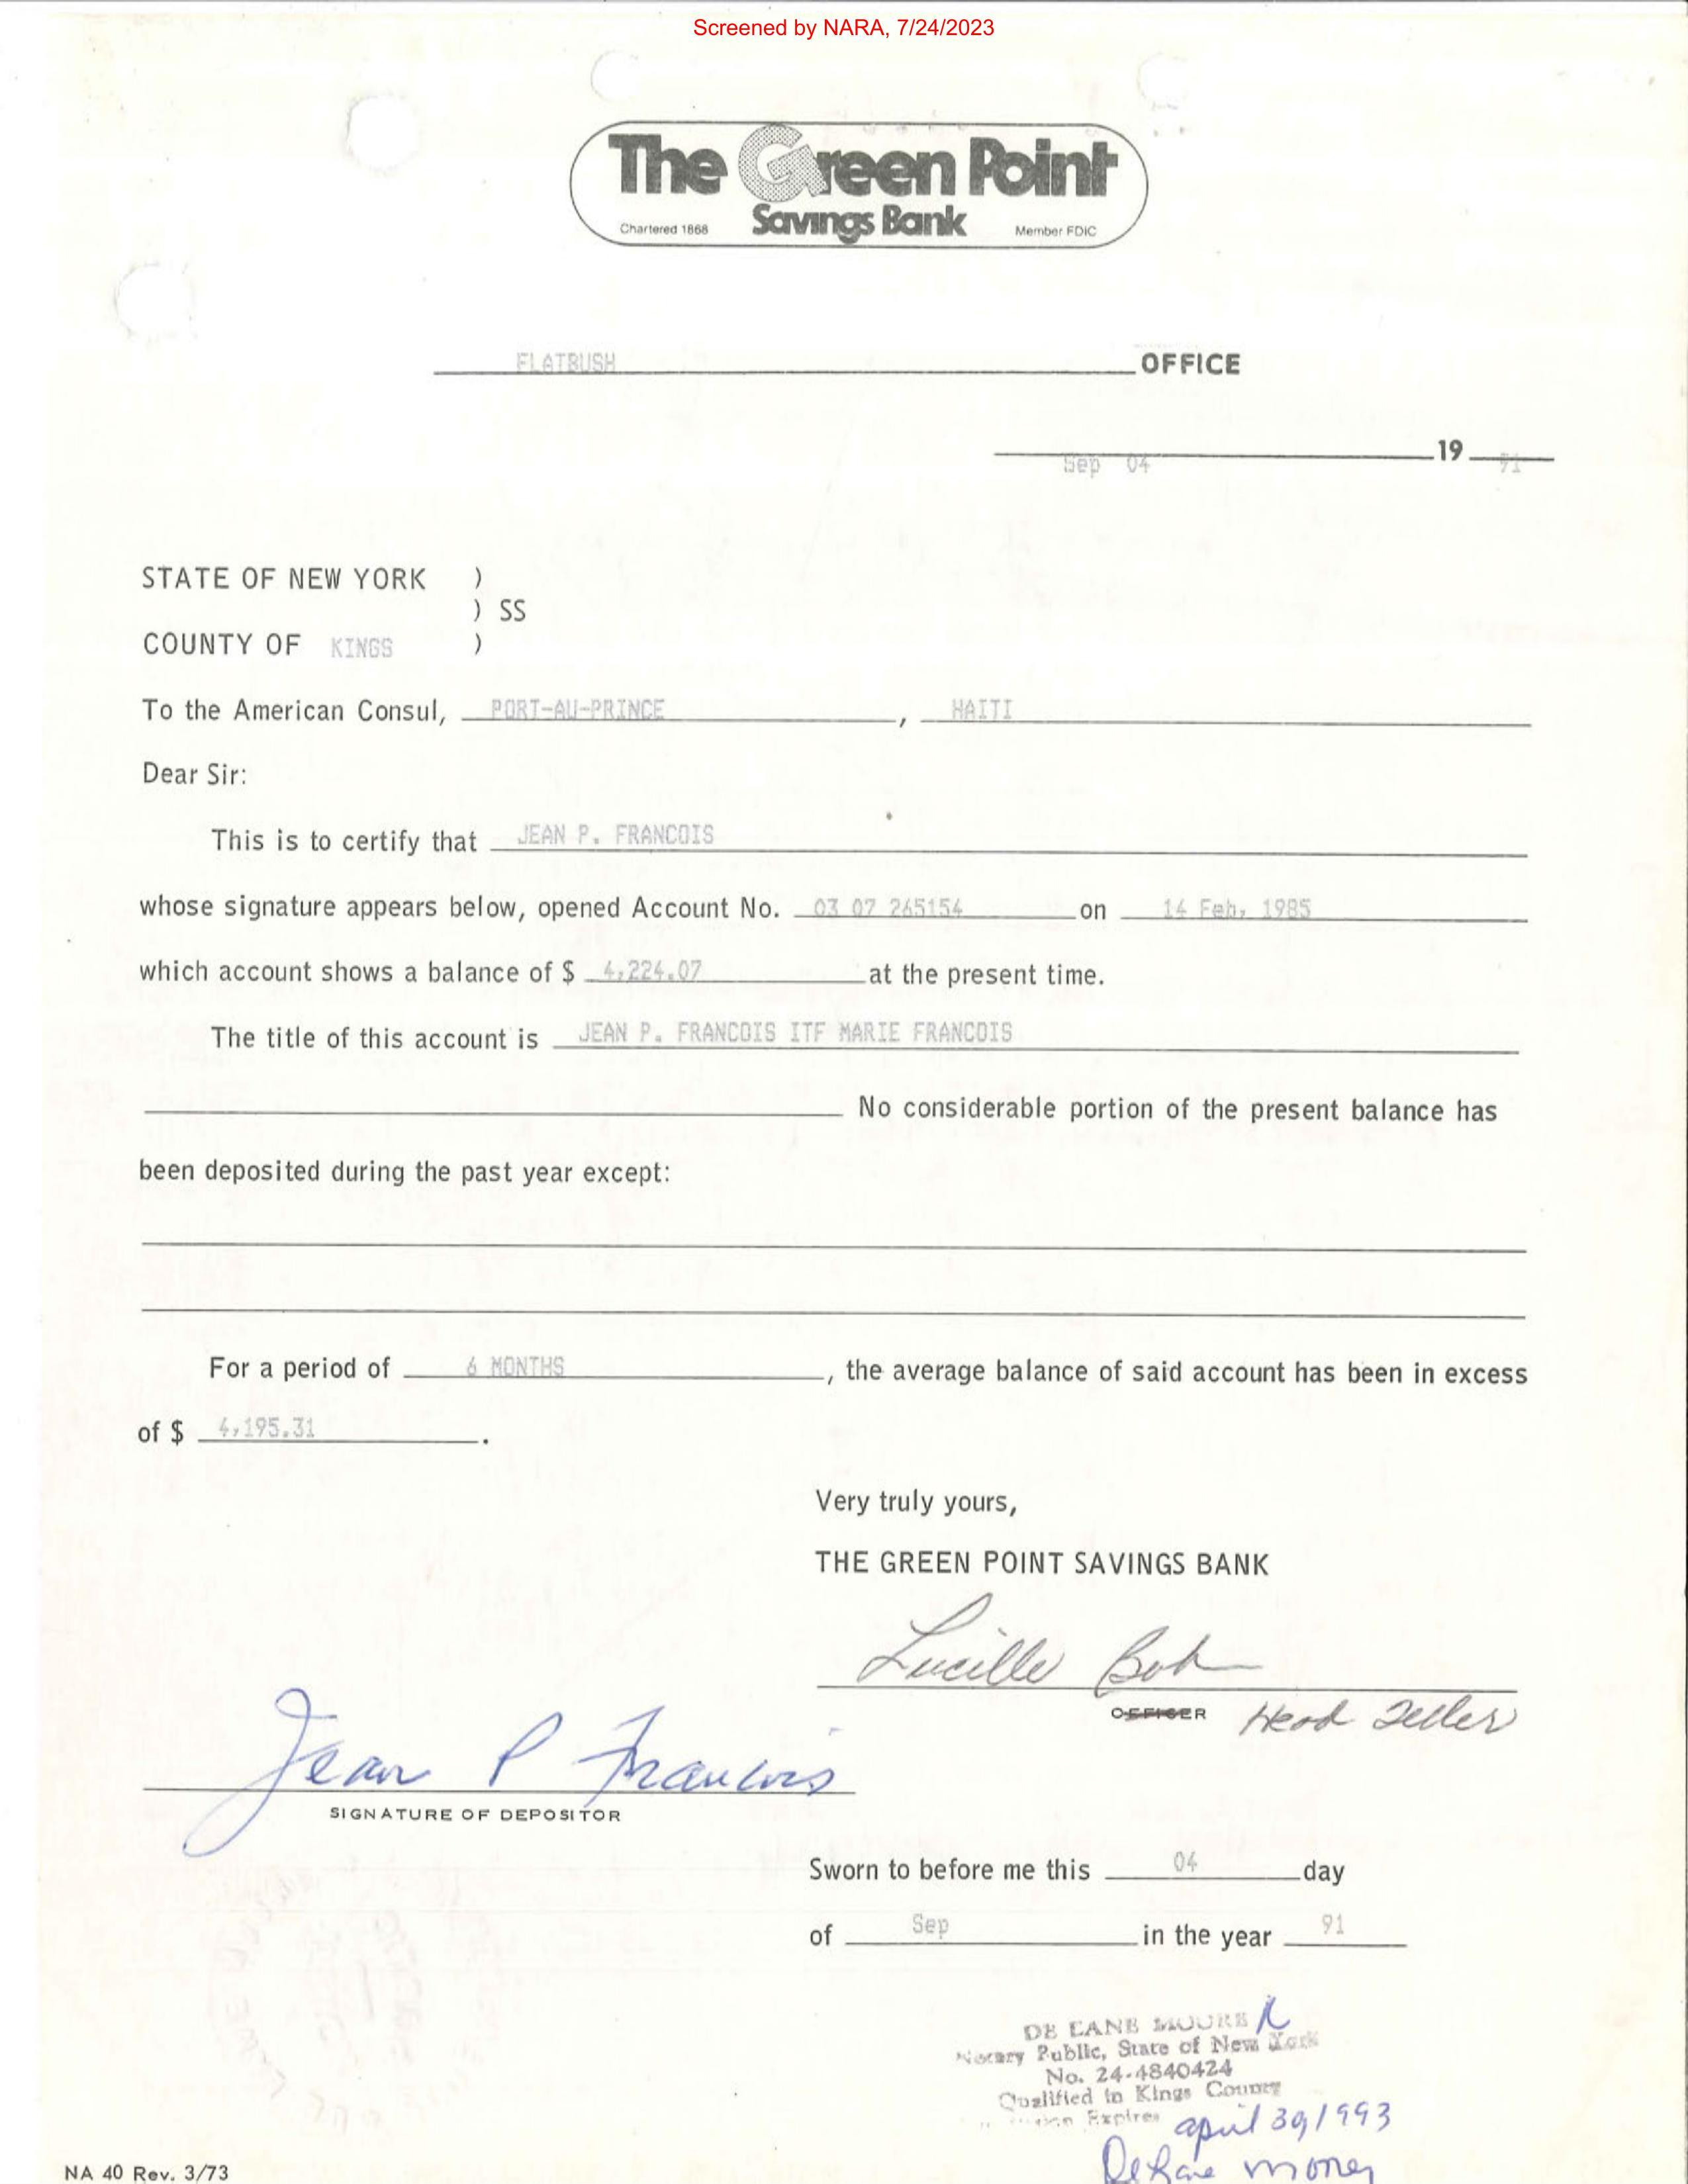 Screened by NARA, 7/24/2023
The Green Point
Savings Bank
Chartered 1868 Member FDIC
FLATBUSH OFFICE
Sep 04 19 91
STATE OF NEW YORK )
) SS
COUNTY OF KINGS )
To the American Consul, PORT-AU-PRINCE , HAITI
Dear Sir:
This is to certify that JEAN P. FRANCOIS
whose signature appears below, opened Account No. 03 07 265154 on 14 Feb, 1985
which account shows a balance of $ 4,224.07 at the present time.
The title of this account is JEAN P. FRANCOIS ITF MARIE FRANCOIS
No considerable portion of the present balance has
been deposited during the past year except:
For a period of 6 MONTHS , the average balance of said account has been in excess
of $ 4,195.31 .
Very truly yours,
THE GREEN POINT SAVINGS BANK
Lucille
OFFICER Head Teller
Jean P Francois
SIGNATURE OF DEPOSITOR
Sworn to before me this 04 day
of Sep in the year 91
DE LANE MOORE
Notary Public, State of New York
No. 24-4840424
Qualified in Kings County
Expires april 30, 1993
NA 40 Rev. 3/73